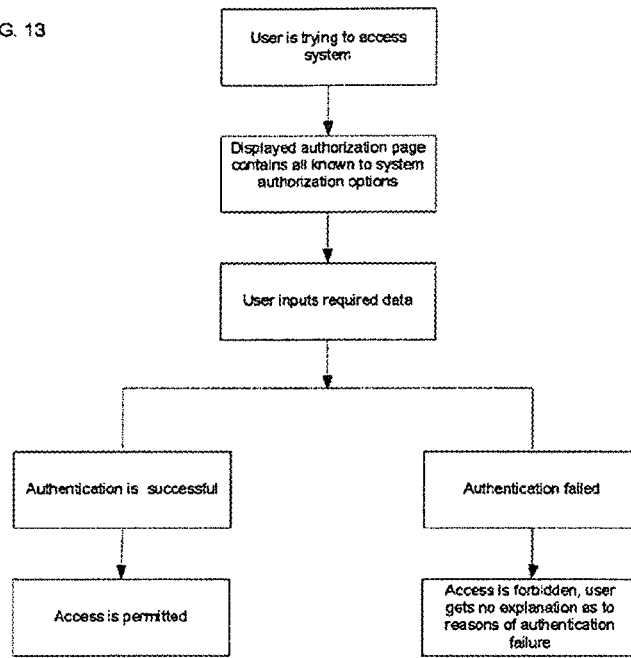 G. 13
User is trying to access
system
Displayed authorization page
contains all known to system
authorization options
User inputs required data
Authentication is successful
Authentication failed
Access is permitted
Access is forbidden, user
gets no explanation as to
reasons of authentication
failure